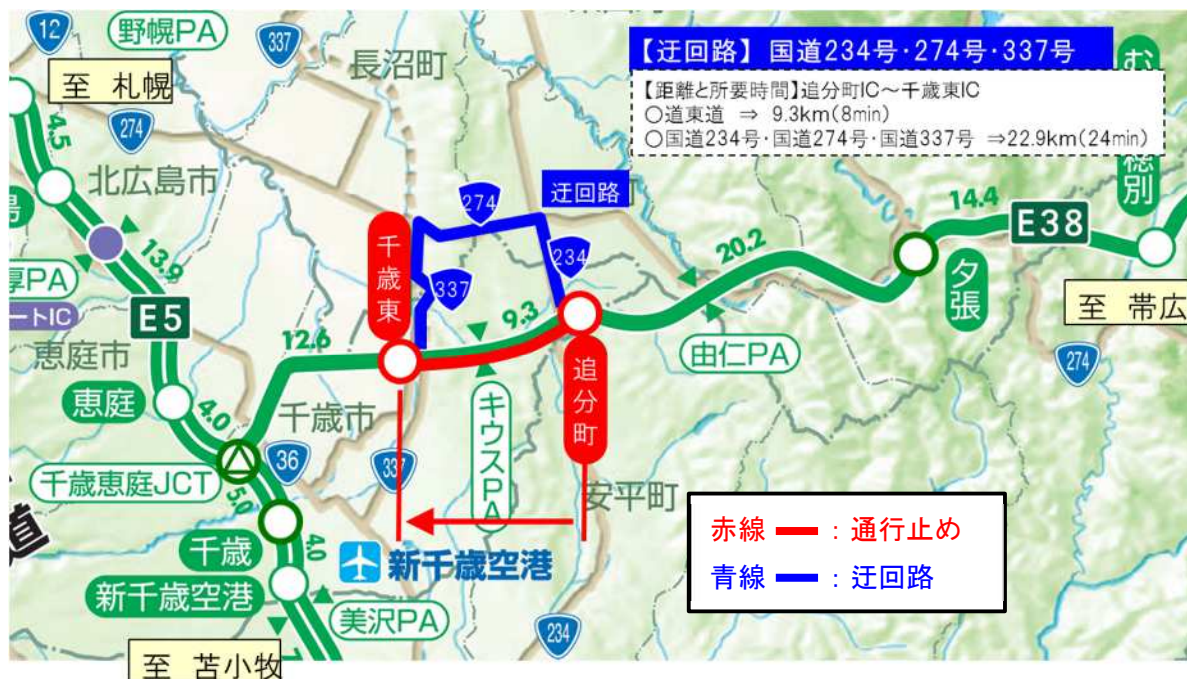 12
野幌PA
337
長沼町
【迂回路】 国道234号・274号・337号
【距離と所要時間】追分町IC～千歳東IC
○道東道 ⇒ 9.3km(8min)
○国道234号・国道274号・国道337号 ⇒22.9km(24min)
至 札幌
274
4.5
北広島市
13.9
厚PA
ートIC
E5
恵庭市
恵庭
4.0
千歳恵庭JCT
5.0
36
千歳
4.0
新千歳空港
美沢PA
至 苫小牧
道
12.6
千歳市
337
千歳東
274
迂回路
町
337
234
9.3
キウスPA
追分町
安平町
新千歳空港
234
20.2
由仁PA
14.4
夕張
E38
穂別
お
至 帯広
274
赤線 : 通行止め
青線 : 迂回路